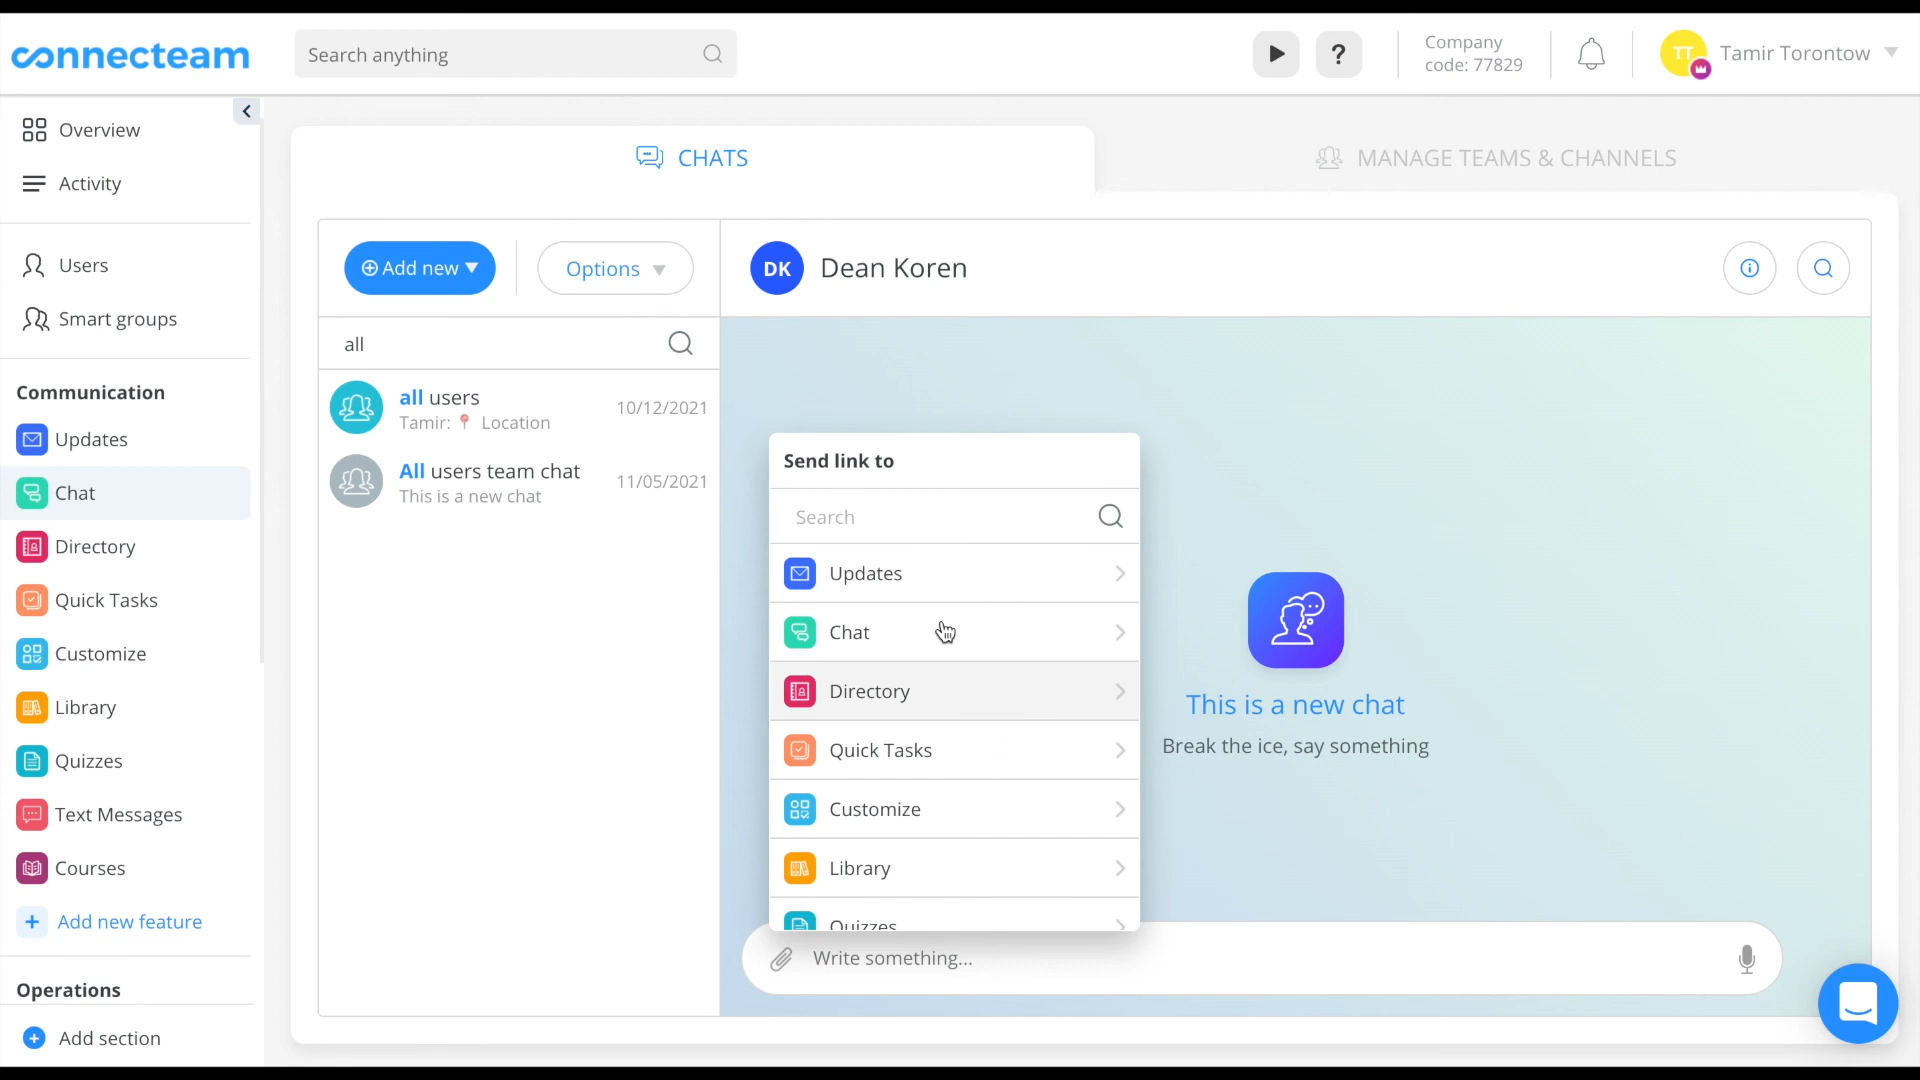 connecteam
Search anything
?
Company
code: 77829
TT
Tamir Torontow
Overview
Activity
Users
Smart groups
Communication
Updates
Chat
Directory
Quick Tasks
Customize
Library
Quizzes
Text Messages
Courses
+ Add new feature
Operations
+ Add section
CHATS
MANAGE TEAMS & CHANNELS
Add new
Options
all
all users
Tamir: 📍 Location
10/12/2021
All users team chat
This is a new chat
11/05/2021
DK
Dean Koren
Send link to
Search
Updates
Chat
Directory
Quick Tasks
Customize
Library
Quizzes
This is a new chat
Break the ice, say something
Write something...